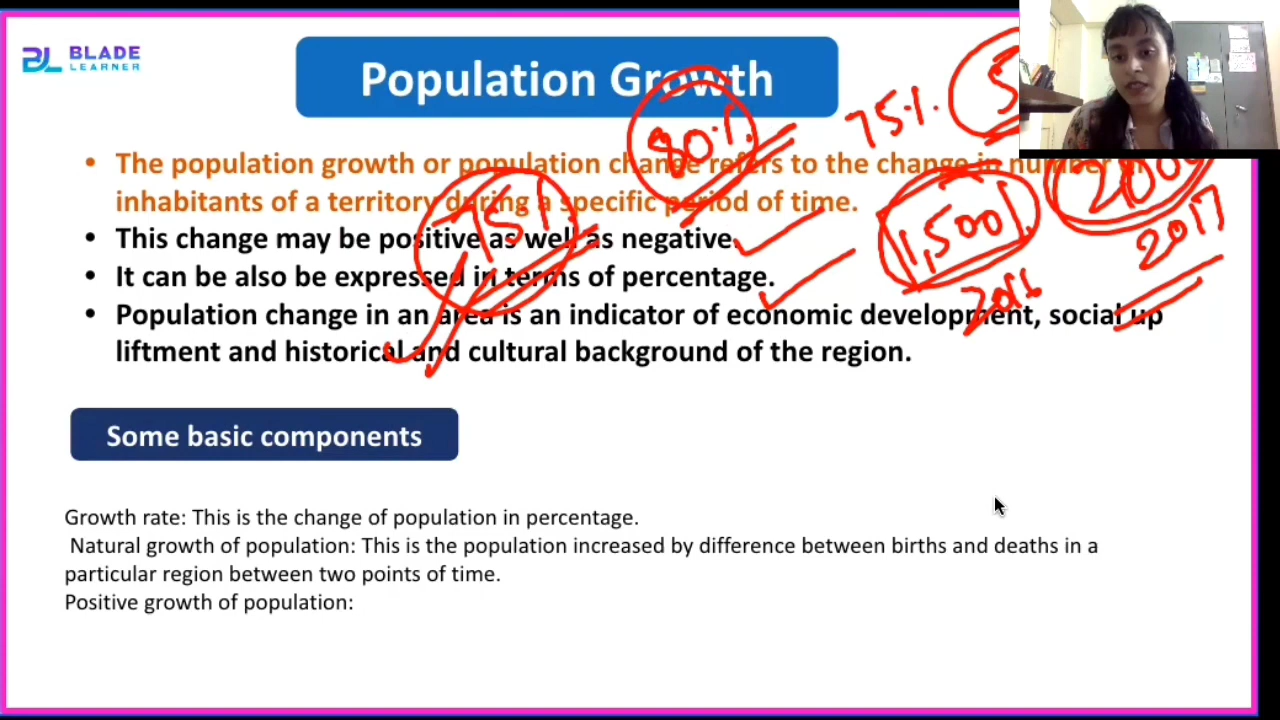 BLADE
LEARNER
Population Growth
80%
75%.
5
• The population growth or population change refers to the change in number
inhabitants of a territory during a specific period of time.
75%
1,500
200
2017
2016
• This change may be positive as well as negative.
• It can be also be expressed in terms of percentage.
• Population change in an area is an indicator of economic development, social up
liftment and historical and cultural background of the region.
Some basic components
Growth rate: This is the change of population in percentage.
Natural growth of population: This is the population increased by difference between births and deaths in a
particular region between two points of time.
Positive growth of population: